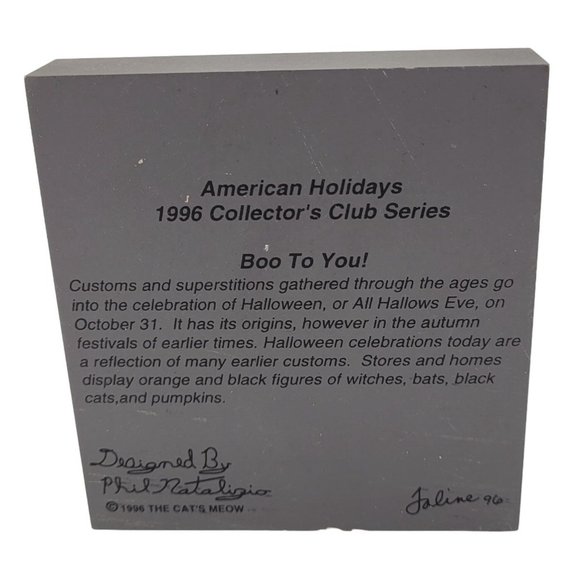 American Holidays
1996 Collector's Club Series
Boo To You!
Customs and superstitions gathered through the ages go
into the celebration of Halloween, or All Hallows Eve, on
October 31.  It has its origins, however in the autumn
festivals of earlier times. Halloween celebrations today are
a reflection of many earlier customs.  Stores and homes
display orange and black figures of witches, bats, black
cats,and pumpkins.
Designed By
Phil Nataligio
Faline 96
©1996 THE CAT'S MEOW